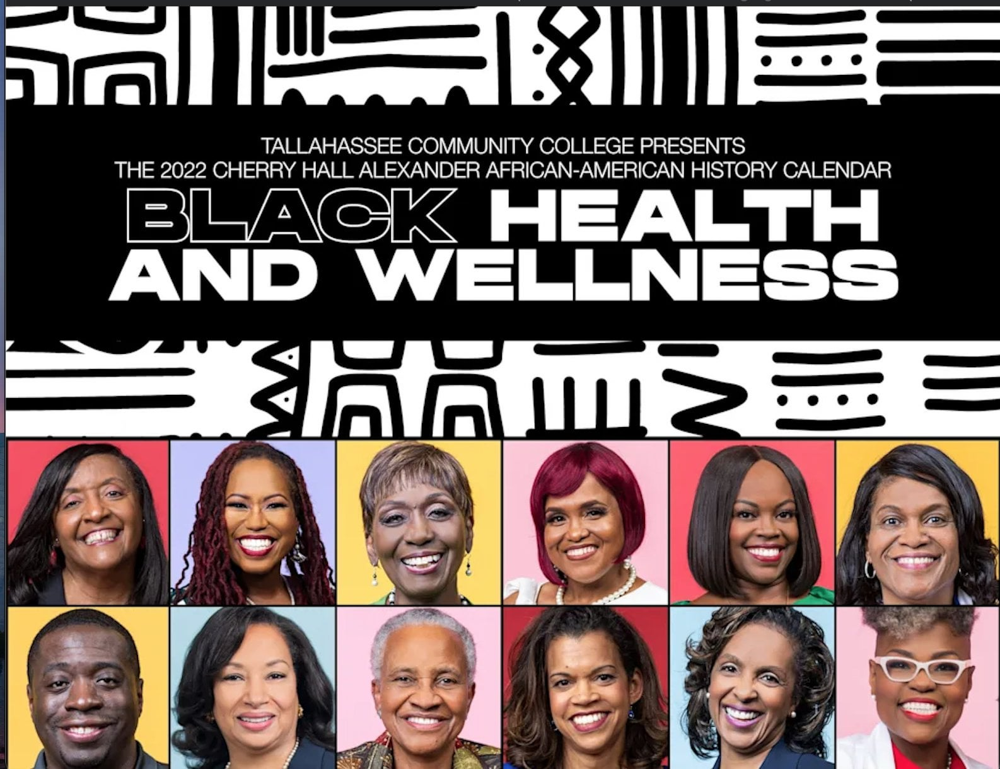 TALLAHASSEE COMMUNITY COLLEGE PRESENTS
THE 2022 CHERRY HALL ALEXANDER AFRICAN-AMERICAN HISTORY CALENDAR
BLACK HEALTH
AND WELLNESS